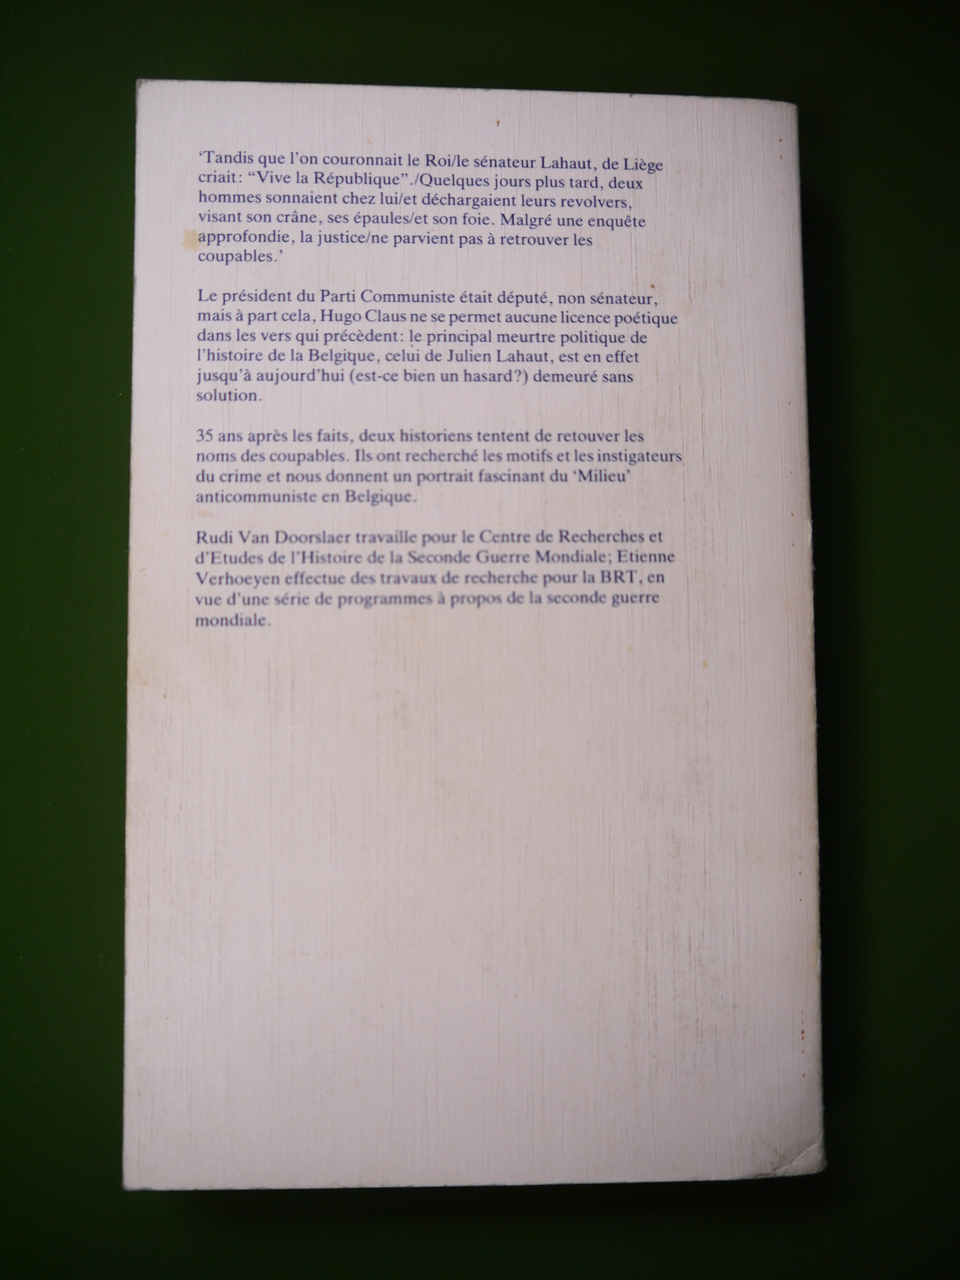 ‘Tandis que l’on couronnait le Roi/le sénateur Lahaut, de Liège
criait: “Vive la République”./Quelques jours plus tard, deux
hommes sonnaient chez lui/et déchargaient leurs revolvers,
visant son crâne, ses épaules/et son foie. Malgré une enquête
approfondie, la justice/ne parvient pas à retrouver les
coupables.’
Le président du Parti Communiste était député, non sénateur,
mais à part cela, Hugo Claus ne se permet aucune licence poétique
dans les vers qui précèdent: le principal meurtre politique de
l’histoire de la Belgique, celui de Julien Lahaut, est en effet
jusqu’à aujourd’hui (est-ce bien un hasard?) demeuré sans
solution.
35 ans après les faits, deux historiens tentent de retouver les
noms des coupables. Ils ont recherché les motifs et les instigateurs
du crime et nous donnent un portrait fascinant du ‘Milieu’
anticommuniste en Belgique.
Rudi Van Doorslaer travaille pour le Centre de Recherches et
d’Etudes de l’Histoire de la Seconde Guerre Mondiale; Etienne
Verhoeyen effectue des travaux de recherche pour la BRT, en
vue d’une série de programmes à propos de la seconde guerre
mondiale.